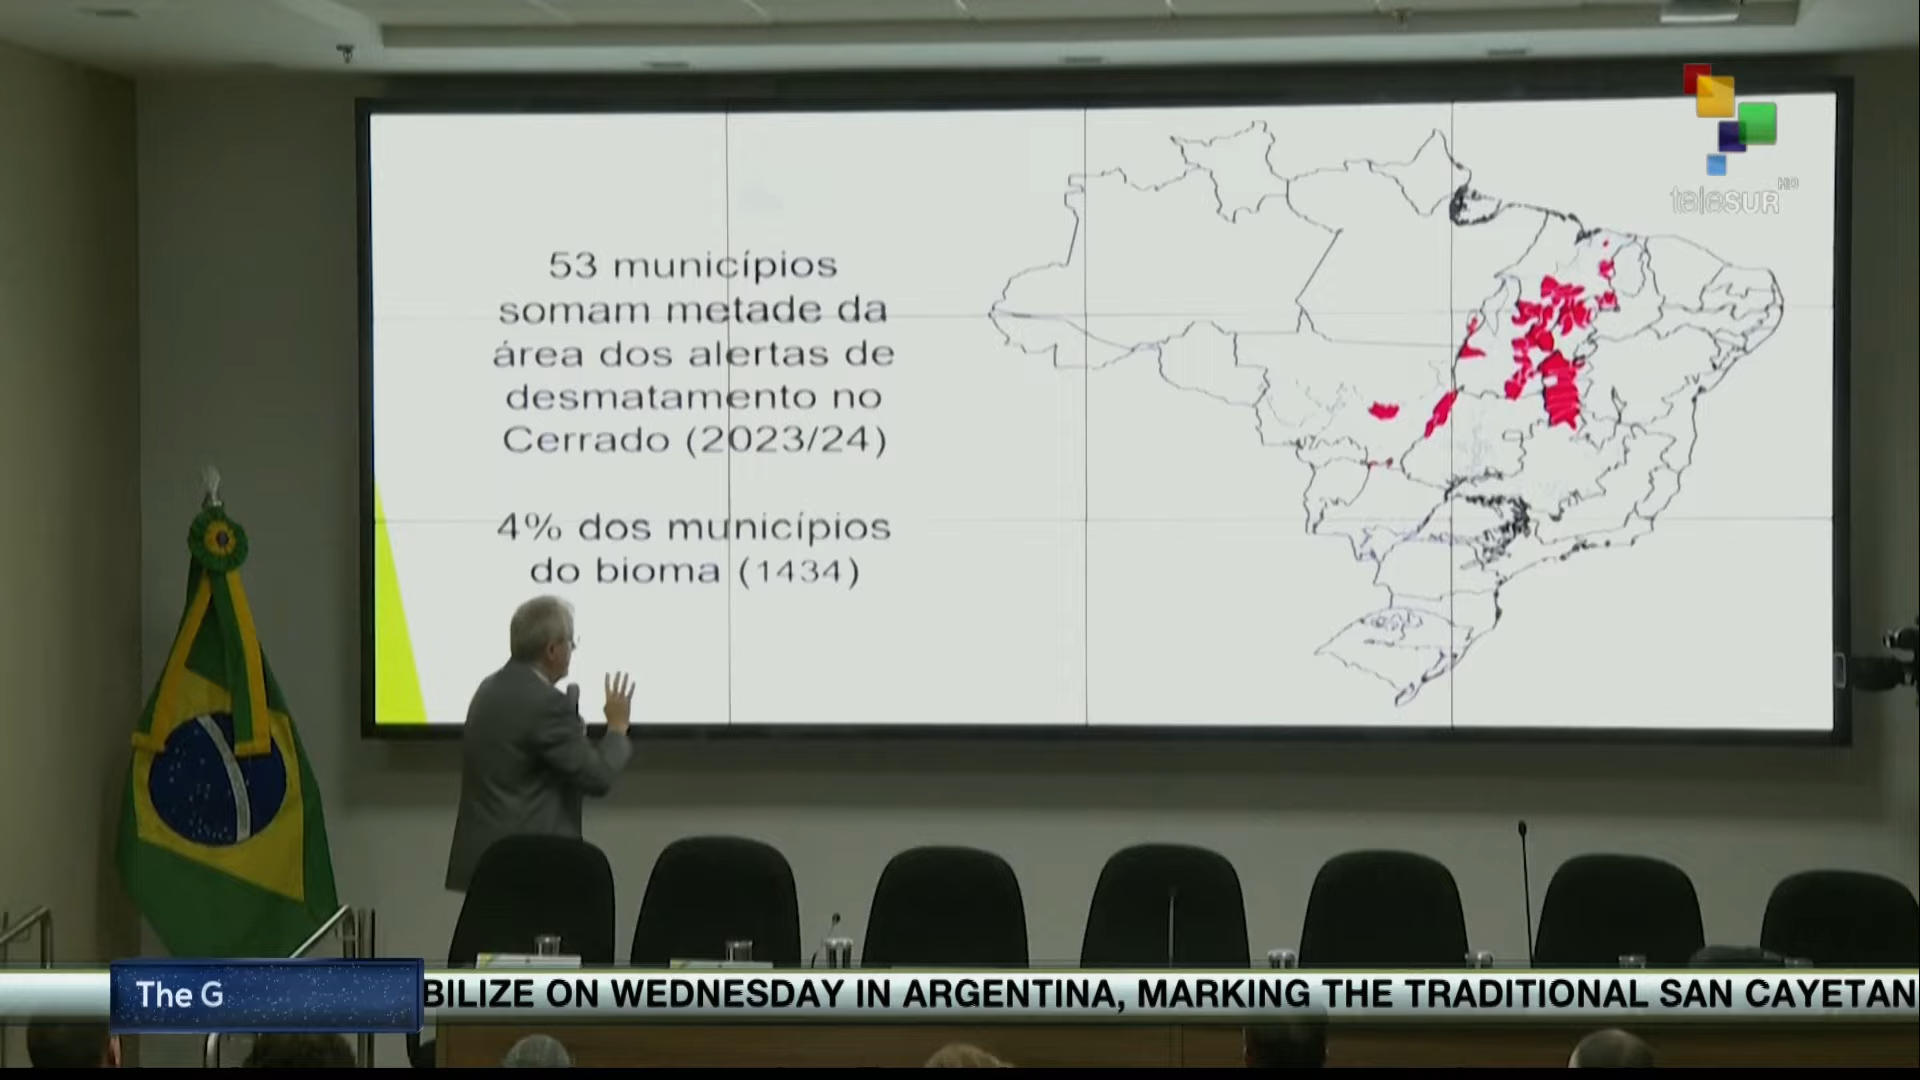 teleSUR HD
53 municípios
somam metade da
área dos alertas de
desmatamento no
Cerrado (2023/24)
4% dos municípios
do bioma (1434)
The G
BILIZE ON WEDNESDAY IN ARGENTINA, MARKING THE TRADITIONAL SAN CAYETAN